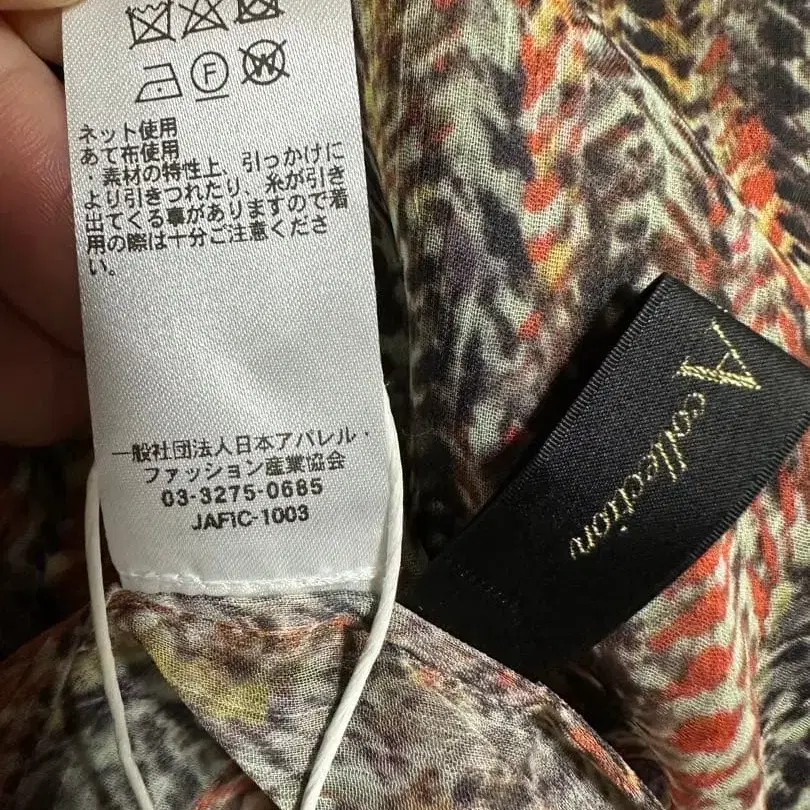 F
W
ネット使用
あて布使用
・素材の特性上、引っかけに
より引きつれたり、糸が引き
出てくる事がありますので着
用の際は十分ご注意くださ
い。
一般社団法人日本アパレル・
ファッション産業協会
03-3275-0685
JAFIC-1003
A collection